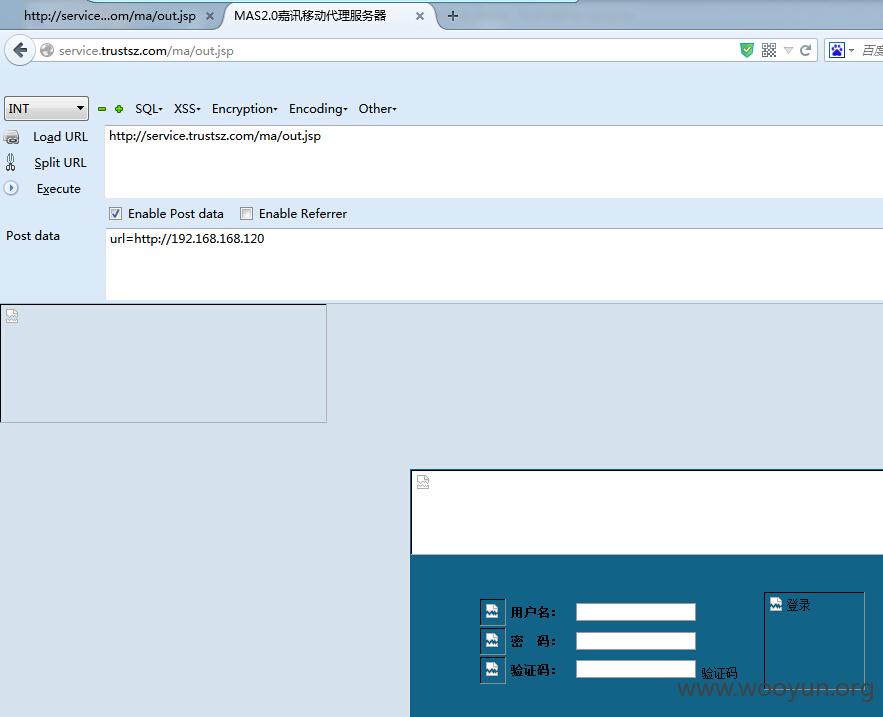 http://service...om/ma/out.jsp
MAS2.0嘉讯移动代理服务器
service.trustsz.com/ma/out.jsp
百度
INT
SQL
XSS
Encryption
Encoding
Other
Load URL
http://service.trustsz.com/ma/out.jsp
Split URL
Execute
Enable Post data
Enable Referrer
Post data
url=http://192.168.168.120
用户名：
登录
密 码：
验证码：
验证码
www.wooyun.org